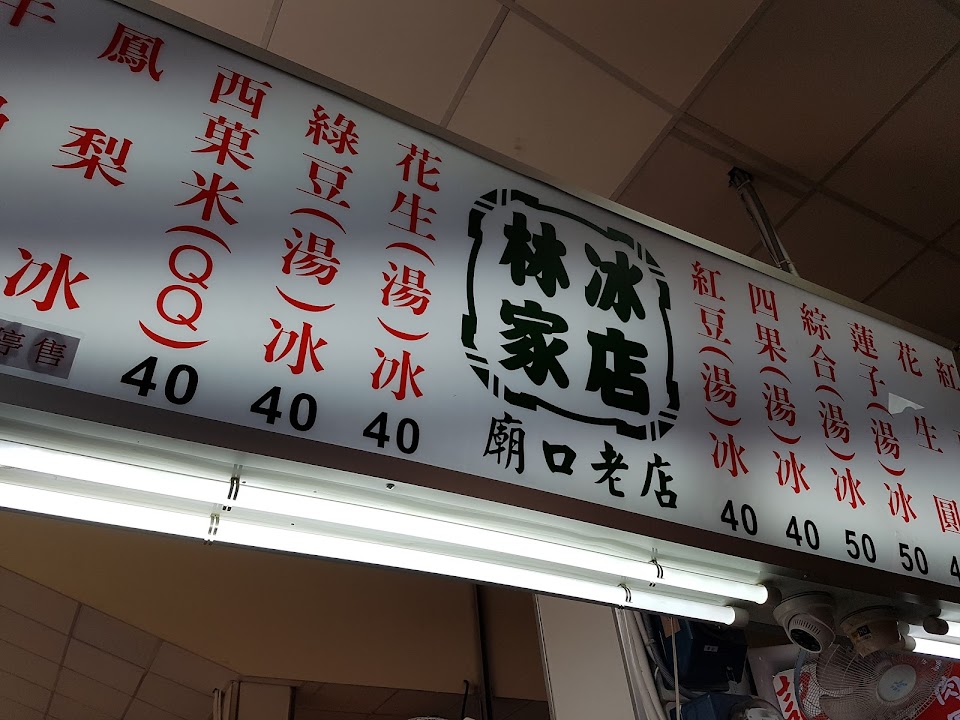 鳳梨冰
停售
西菓米(QQ)
40
綠豆(湯)冰
40
花生(湯)冰
40
林家冰店
廟口老店
紅豆(湯)冰
40
四果(湯)冰
40
綜合(湯)冰
50
蓮子(湯)冰
50
花生
紅
圓